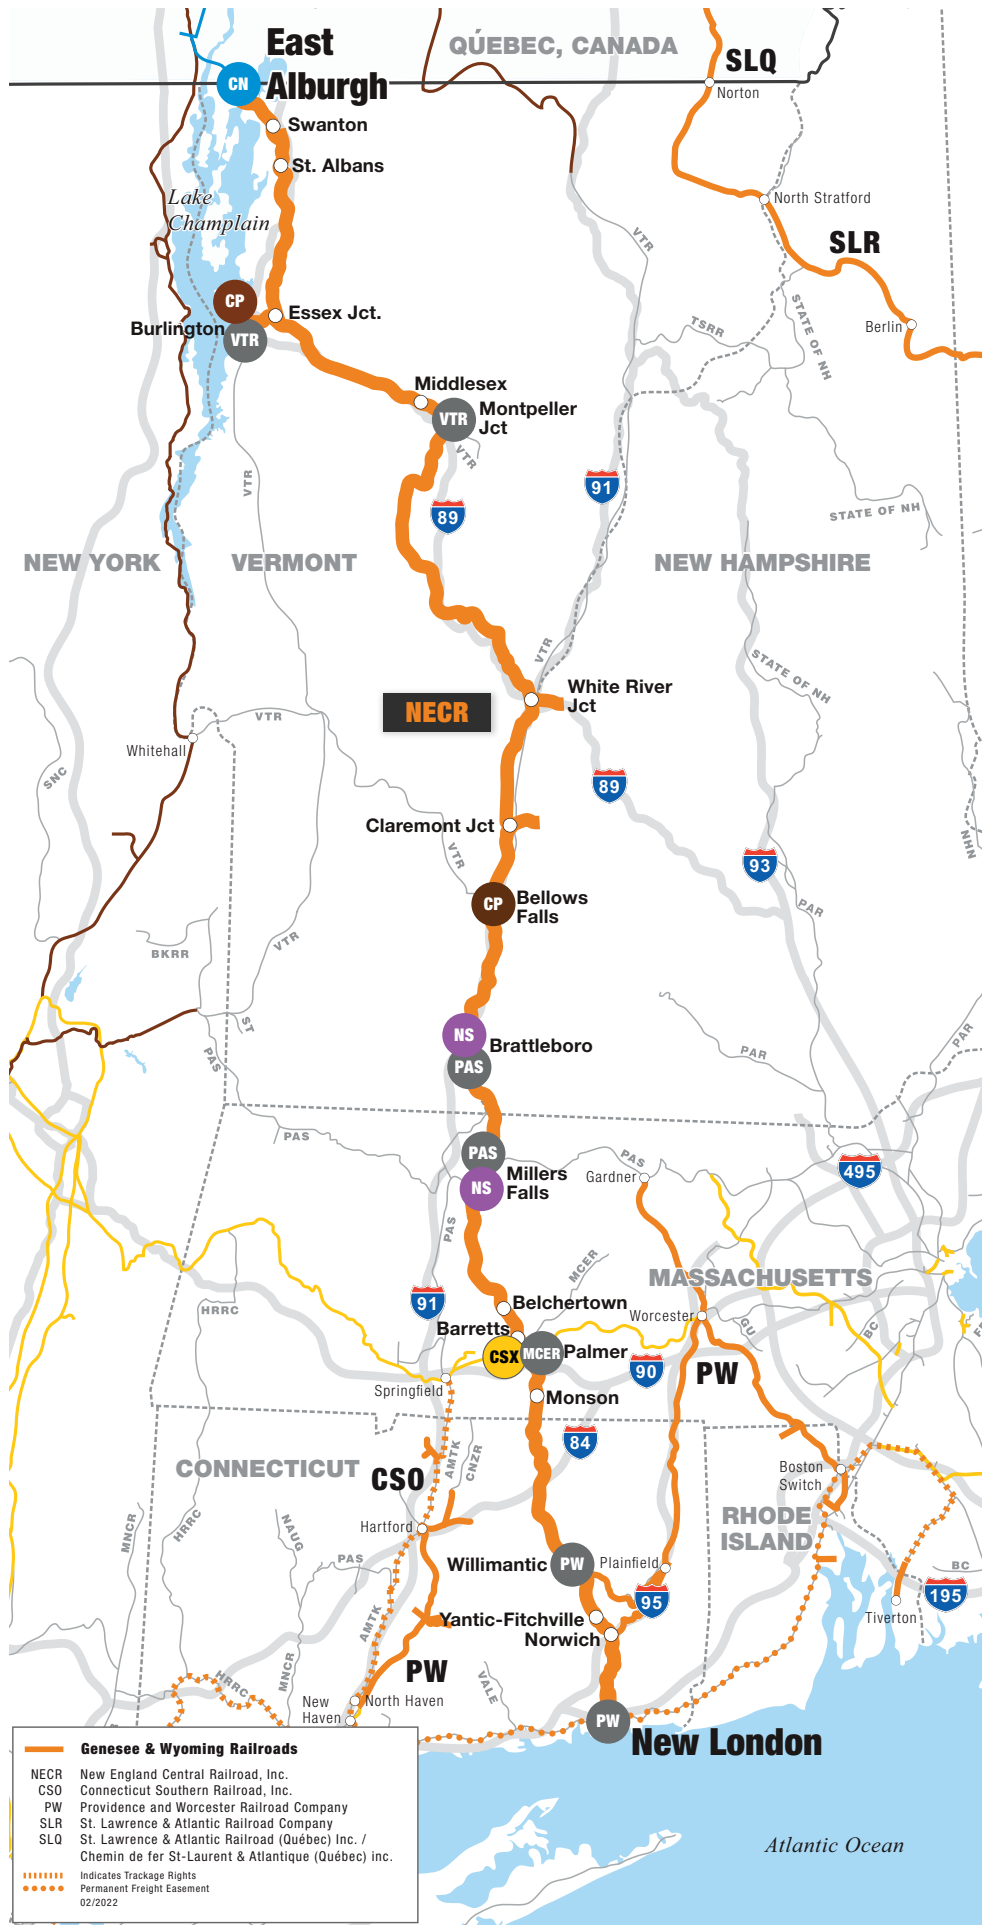 East
Alburgh
QÚEBEC, CANADA
SLQ
CN
Norton
Swanton
St. Albans
Lake
Champlain
North Stratford
VTR
SLR
CP
Essex Jct.
Burlington
VTR
TSRR
STATE OF NH
Berlin
Middlesex
VTR
Montpeller
Jct
VTR
VTR
91
89
STATE OF NH
NEW YORK
VERMONT
NEW HAMPSHIRE
VTR
STATE OF NH
White River
Jct
NECR
VTR
Whitehall
SNC
89
Claremont Jct
VTR
93
NHN
CP
Bellows
Falls
PAR
VTR
BKRR
ST
NS
Brattleboro
PAS
PAS
PAR
PAR
PAS
PAS
Millers
Falls
NS
PAS
Gardner
495
PAS
MCER
MASSACHUSETTS
91
Belchertown
HRRC
Barretts
Worcester
GU
BC
CSX
MCER
Palmer
90
PW
Springfield
Monson
84
CONNECTICUT
CSO
AMTK
CNZR
Boston
Switch
RHODE
ISLAND
MNCR
HRRC
NAUG
Hartford
PAS
Willimantic
PW
Plainfield
95
BC
195
Tiverton
AMTK
Yantic-Fitchville
Norwich
PW
MNCR
HRRC
VALE
North Haven
New
Haven
PW
New London
Atlantic Ocean
Genesee & Wyoming Railroads
NECR New England Central Railroad, Inc.
CSO Connecticut Southern Railroad, Inc.
PW Providence and Worcester Railroad Company
SLR St. Lawrence & Atlantic Railroad Company
SLQ St. Lawrence & Atlantic Railroad (Québec) Inc. /
Chemin de fer St-Laurent & Atlantique (Québec) inc.
Indicates Trackage Rights
Permanent Freight Easement
02/2022